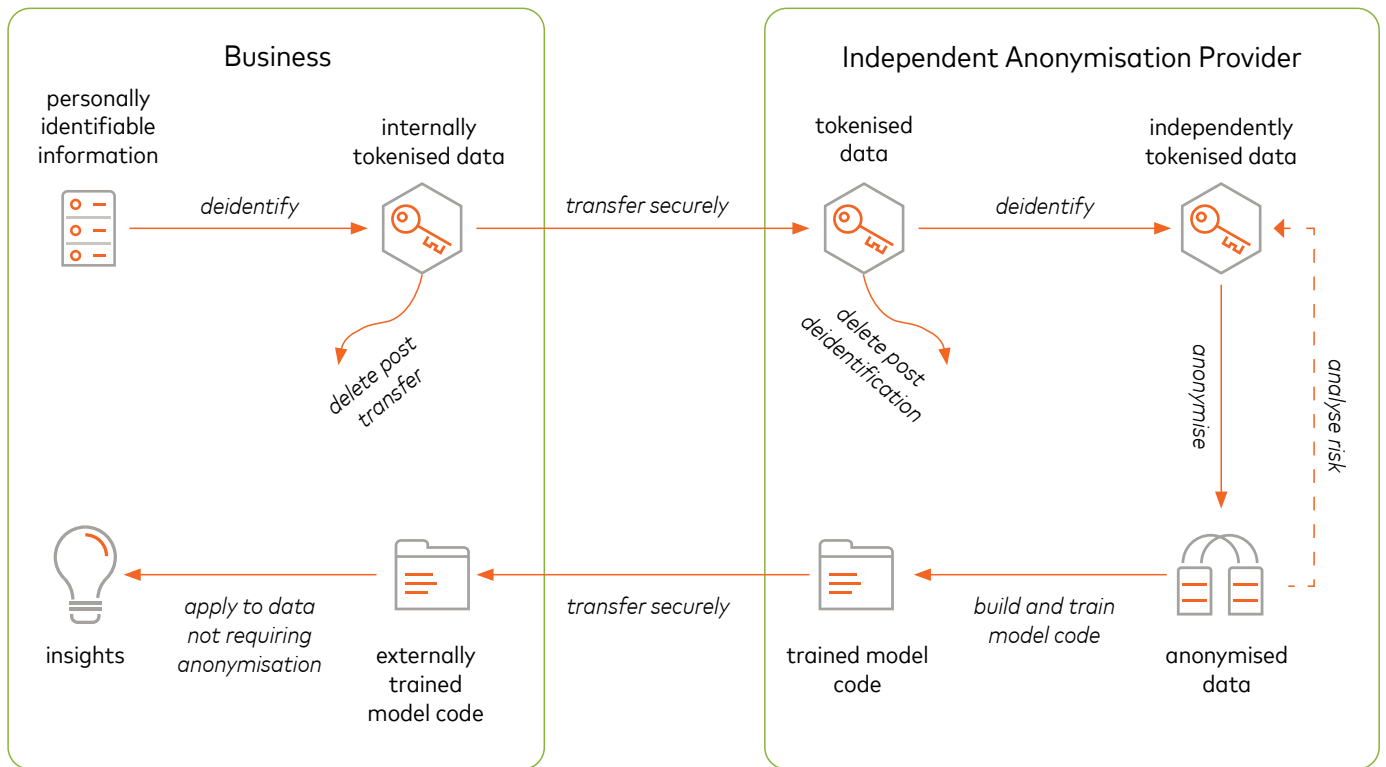 Business
Independent Anonymisation Provider
personally
identifiable
information
internally
tokenised data
tokenised
data
independently
tokenised data
deidentify
transfer securely
deidentify
delete post
transfer
delete post
deidentification
anonymise
analyse risk
apply to data
not requiring
anonymisation
transfer securely
build and train
model code
insights
externally
trained
model code
trained model
code
anonymised
data